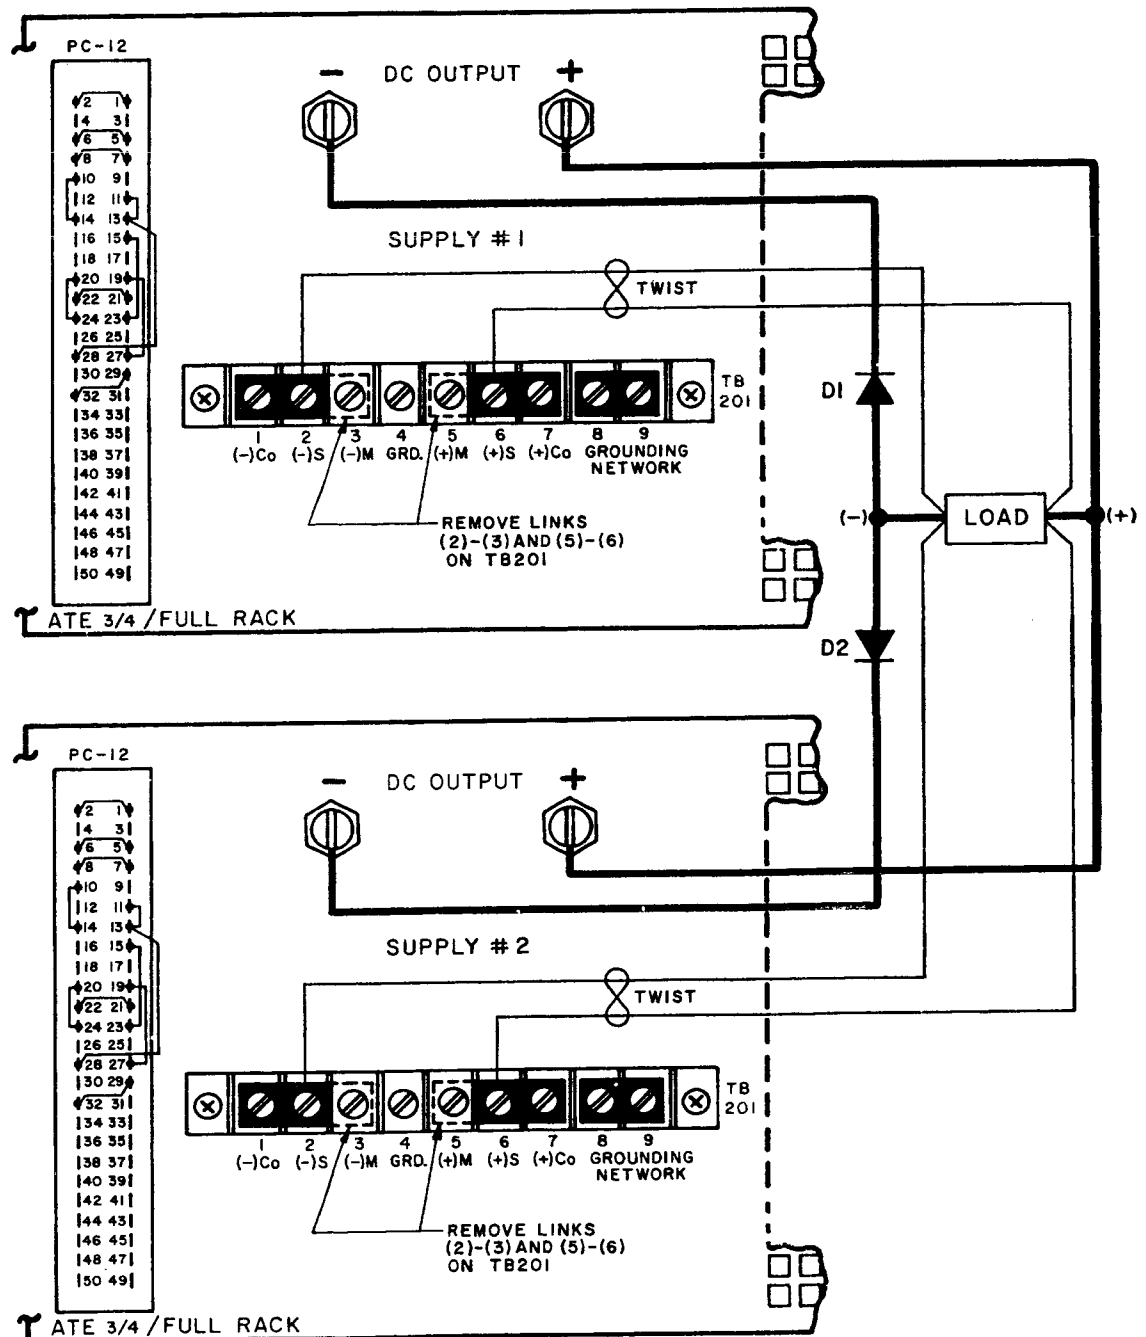 PC-12
− DC OUTPUT +
2 1
4 3
6 5
8 7
10 9
12 11
14 13
16 15
18 17
20 19
22 21
24 23
26 25
28 27
30 29
32 31
34 33
36 35
38 37
40 39
42 41
44 43
46 45
48 47
50 49
SUPPLY #1
TWIST
TB
201
1 2 3 4 5 6 7 8 9
(-)Co (-)S (-)M GRD. (+)M (+)S (+)Co GROUNDING
NETWORK
REMOVE LINKS
(2)-(3) AND (5)-(6)
ON TB201
ATE 3/4 /FULL RACK
D1
(-)
LOAD
(+)
D2
PC-12
− DC OUTPUT +
2 1
4 3
6 5
8 7
10 9
12 11
14 13
16 15
18 17
20 19
22 21
24 23
26 25
28 27
30 29
32 31
34 33
36 35
38 37
40 39
42 41
44 43
46 45
48 47
50 49
SUPPLY #2
TWIST
TB
201
1 2 3 4 5 6 7 8 9
(-)Co (-)S (-)M GRD. (+)M (+)S (+)Co GROUNDING
NETWORK
REMOVE LINKS
(2)-(3) AND (5)-(6)
ON TB201
ATE 3/4 /FULL RACK